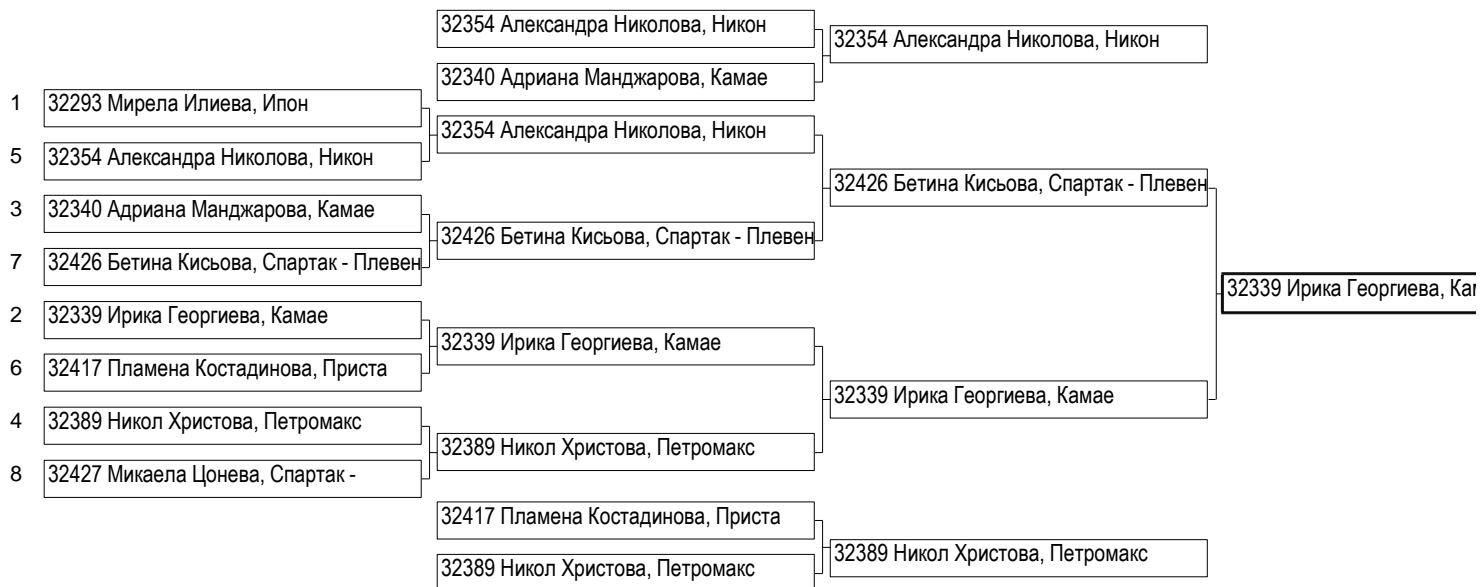 32354 Александра Николова, Никон
32340 Адриана Манджарова, Камае
32354 Александра Николова, Никон
1 32293 Мирела Илиева, Ипон
5 32354 Александра Николова, Никон
3 32340 Адриана Манджарова, Камае
7 32426 Бетина Кисьова, Спартак - Плевен
2 32339 Ирика Георгиева, Камае
6 32417 Пламена Костадинова, Приста
4 32389 Никол Христова, Петромакс
8 32427 Микаела Цонева, Спартак -
32354 Александра Николова, Никон
32426 Бетина Кисьова, Спартак - Плевен
32339 Ирика Георгиева, Камае
32389 Никол Христова, Петромакс
32426 Бетина Кисьова, Спартак - Плевен
32339 Ирика Георгиева, Камае
32339 Ирика Георгиева,
32417 Пламена Костадинова, Приста
32389 Никол Христова, Петромакс
32389 Никол Христова, Петромакс